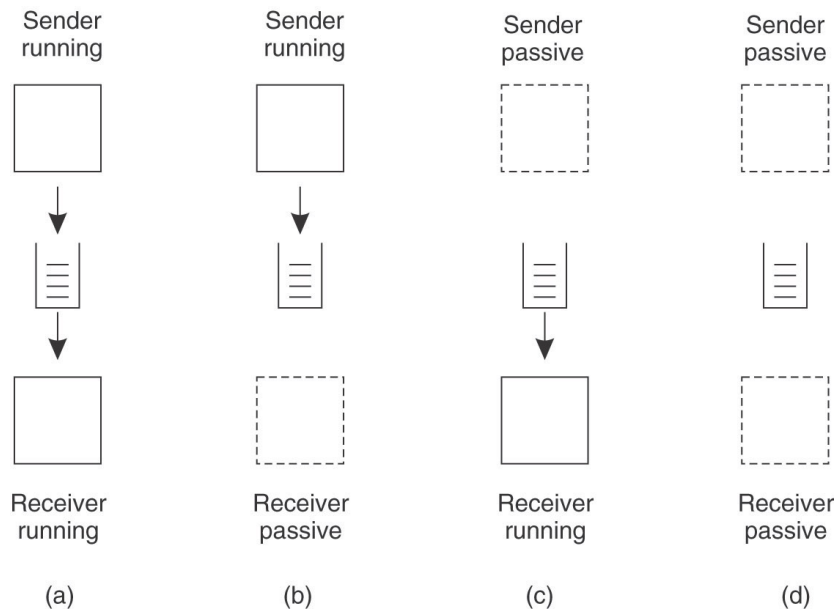 Sender
running
Sender
running
Sender
passive
Sender
passive
Receiver
running
Receiver
passive
Receiver
running
Receiver
passive
(a)
(b)
(c)
(d)